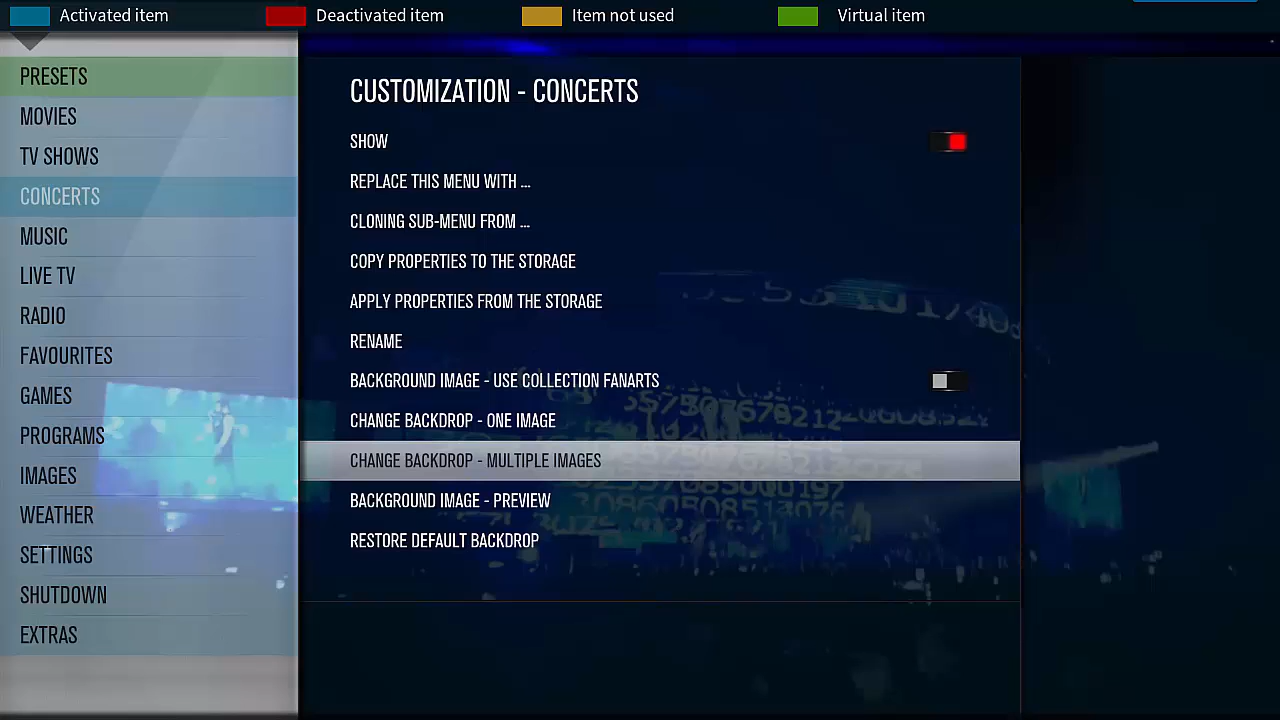 Activated item
Deactivated item
Item not used
Virtual item
PRESETS
MOVIES
TV SHOWS
CONCERTS
MUSIC
LIVE TV
RADIO
FAVOURITES
GAMES
PROGRAMS
IMAGES
WEATHER
SETTINGS
SHUTDOWN
EXTRAS
CUSTOMIZATION - CONCERTS
SHOW
REPLACE THIS MENU WITH ...
CLONING SUB-MENU FROM ...
COPY PROPERTIES TO THE STORAGE
APPLY PROPERTIES FROM THE STORAGE
RENAME
BACKGROUND IMAGE - USE COLLECTION FANARTS
CHANGE BACKDROP - ONE IMAGE
CHANGE BACKDROP - MULTIPLE IMAGES
BACKGROUND IMAGE - PREVIEW
RESTORE DEFAULT BACKDROP